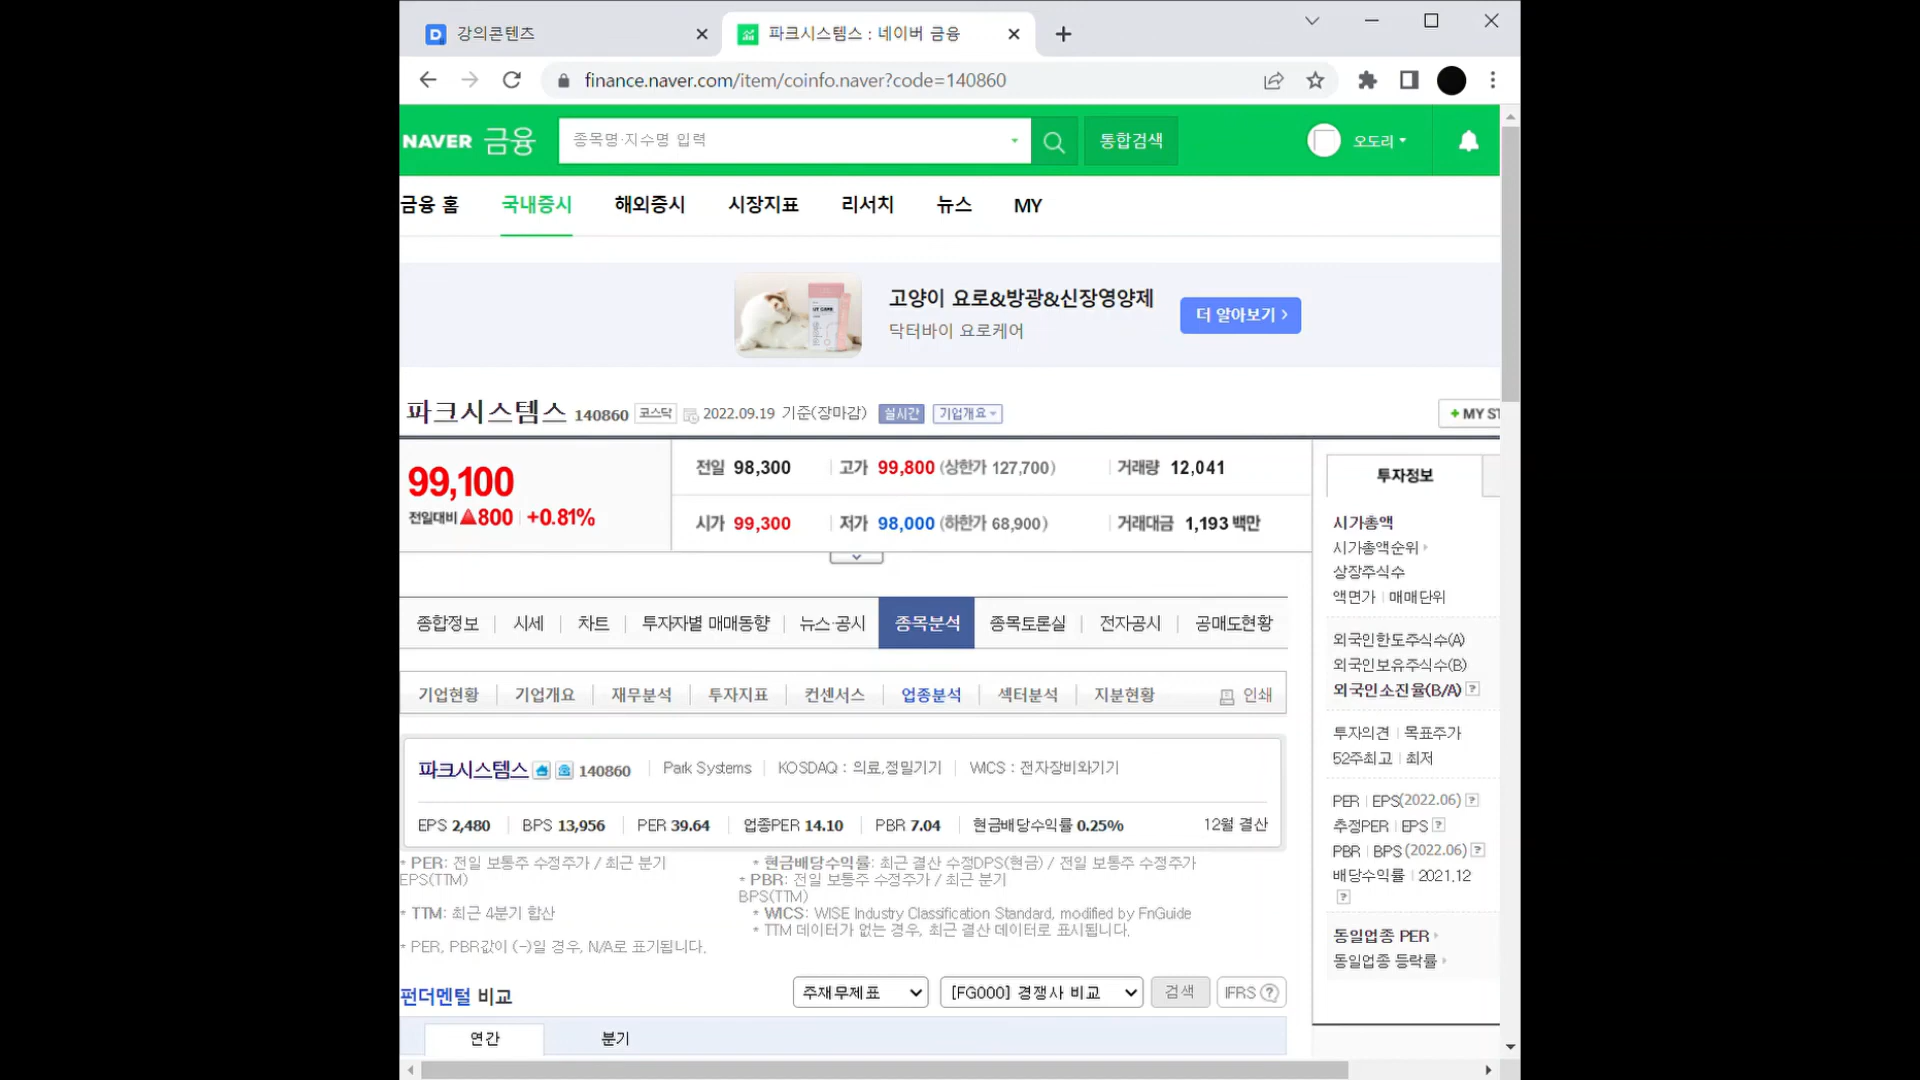 강의콘텐츠
파크시스템스 : 네이버 금융
finance.naver.com/item/coinfo.naver?code=140860
NAVER 금융
종목명·지수명 입력
통합검색
오도리
금융 홈 국내증시 해외증시 시장지표 리서치 뉴스 MY
고양이 요로&방광&신장영양제
닥터바이 요로케어
더 알아보기 >
파크시스템스 140860 코스닥 2022.09.19 기준(장마감) 실시간 기업개요
+ MY ST
99,100
전일대비 ▲800 +0.81%
전일 98,300 고가 99,800 (상한가 127,700) 거래량 12,041
시가 99,300 저가 98,000 (하한가 68,900) 거래대금 1,193 백만
종합정보 시세 차트 투자자별 매매동향 뉴스·공시 종목분석 종목토론실 전자공시 공매도현황
기업현황 기업개요 재무분석 투자지표 컨센서스 업종분석 섹터분석 지분현황 인쇄
파크시스템스 140860 Park Systems KOSDAQ : 의료,정밀기기 WICS : 전자장비와기기
EPS 2,480 BPS 13,956 PER 39.64 업종PER 14.10 PBR 7.04 현금배당수익률 0.25% 12월 결산
* PER: 전일 보통주 수정주가 / 최근 분기
EPS(TTM)
* TTM: 최근 4분기 합산
* PER, PBR값이 (-)일 경우, N/A로 표기됩니다.
* 현금배당수익률: 최근 결산 수정DPS(현금) / 전일 보통주 수정주가
* PBR: 전일 보통주 수정주가 / 최근 분기
BPS(TTM)
* WICS: WISE Industry Classification Standard, modified by FnGuide
* TTM 데이터가 없는 경우, 최근 결산 데이터로 표시됩니다.
펀더멘털 비교
주재무제표
[FG000] 경쟁사 비교
검색
IFRS ?
연간 분기
투자정보
시가총액
시가총액순위
상장주식수
액면가 | 매매단위
외국인한도주식수(A)
외국인보유주식수(B)
외국인소진율(B/A) ?
투자의견 | 목표주가
52주최고 | 최저
PER | EPS(2022.06) ?
추정PER | EPS ?
PBR | BPS (2022.06) ?
배당수익률 | 2021.12
?
동일업종 PER
동일업종 등락률